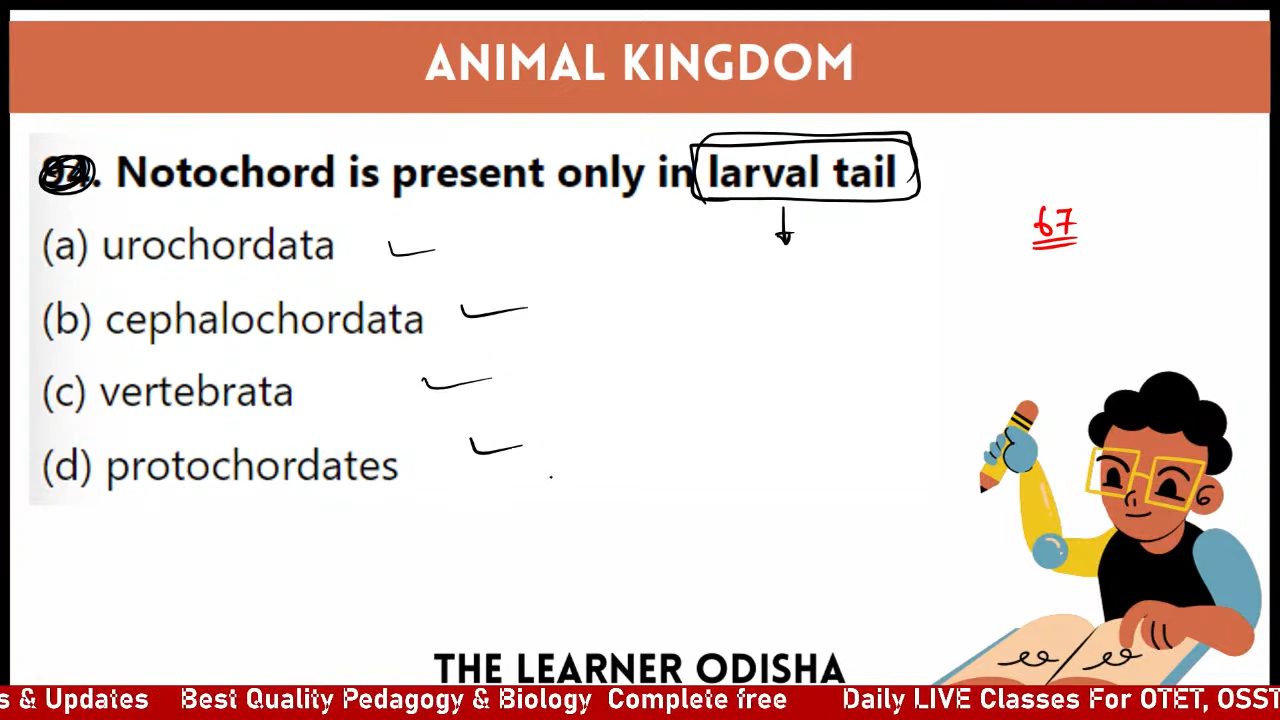 ANIMAL KINGDOM
94. Notochord is present only in larval tail
67
(a) urochordata
(b) cephalochordata
(c) vertebrata
(d) protochordates
THE LEARNER ODISHA
s & Updates Best Quality Pedagogy & Biology Complete free Daily LIVE Classes For OTET, OSST